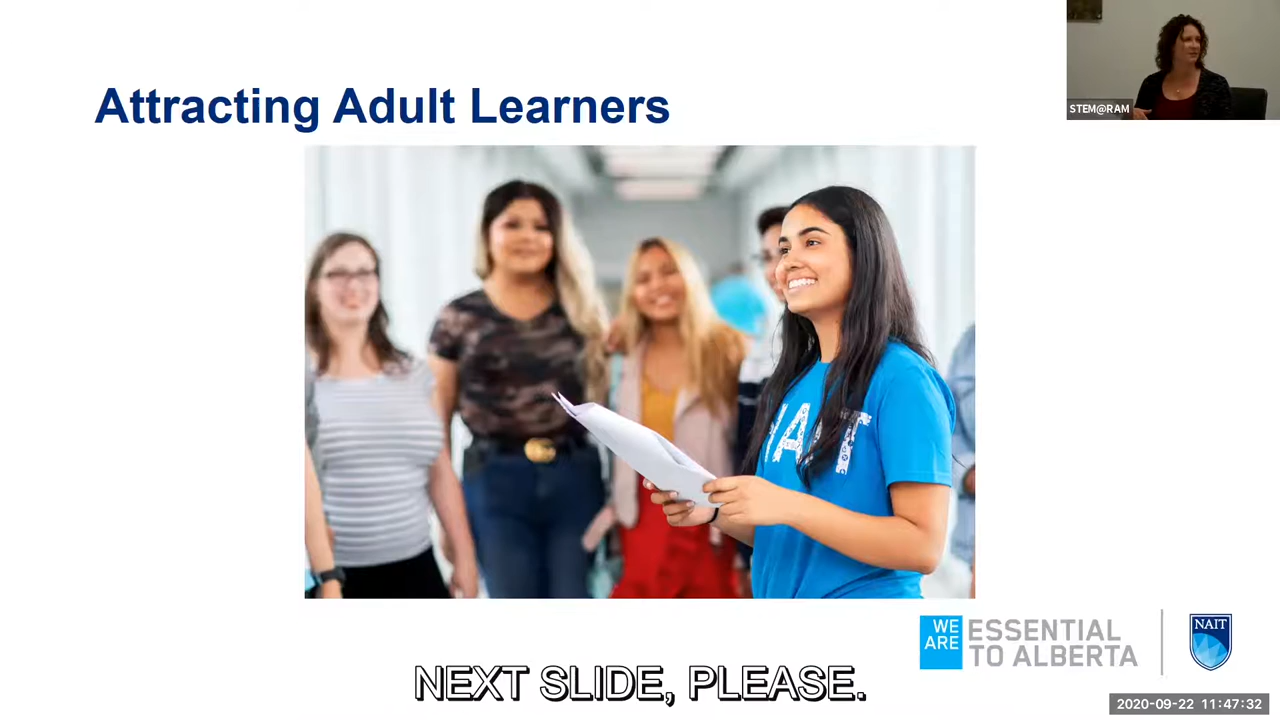 Attracting Adult Learners
STEM@RAM
NAIT
WE
ARE
ESSENTIAL
TO ALBERTA
NAIT
NEXT SLIDE, PLEASE.
2020-09-22 11:47:32